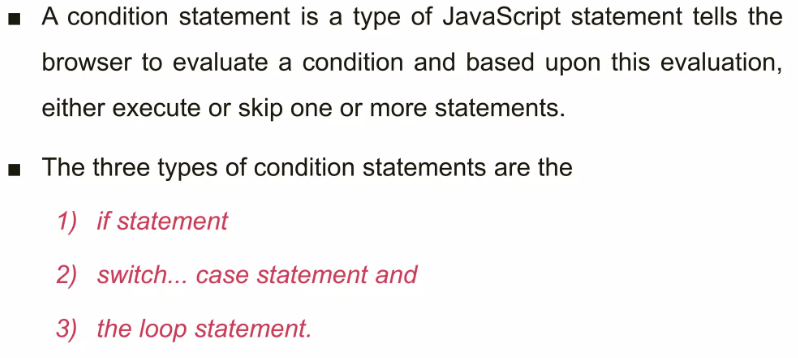 ▪ A condition statement is a type of JavaScript statement tells the
browser to evaluate a condition and based upon this evaluation,
either execute or skip one or more statements.
▪ The three types of condition statements are the
1) if statement
2) switch... case statement and
3) the loop statement.